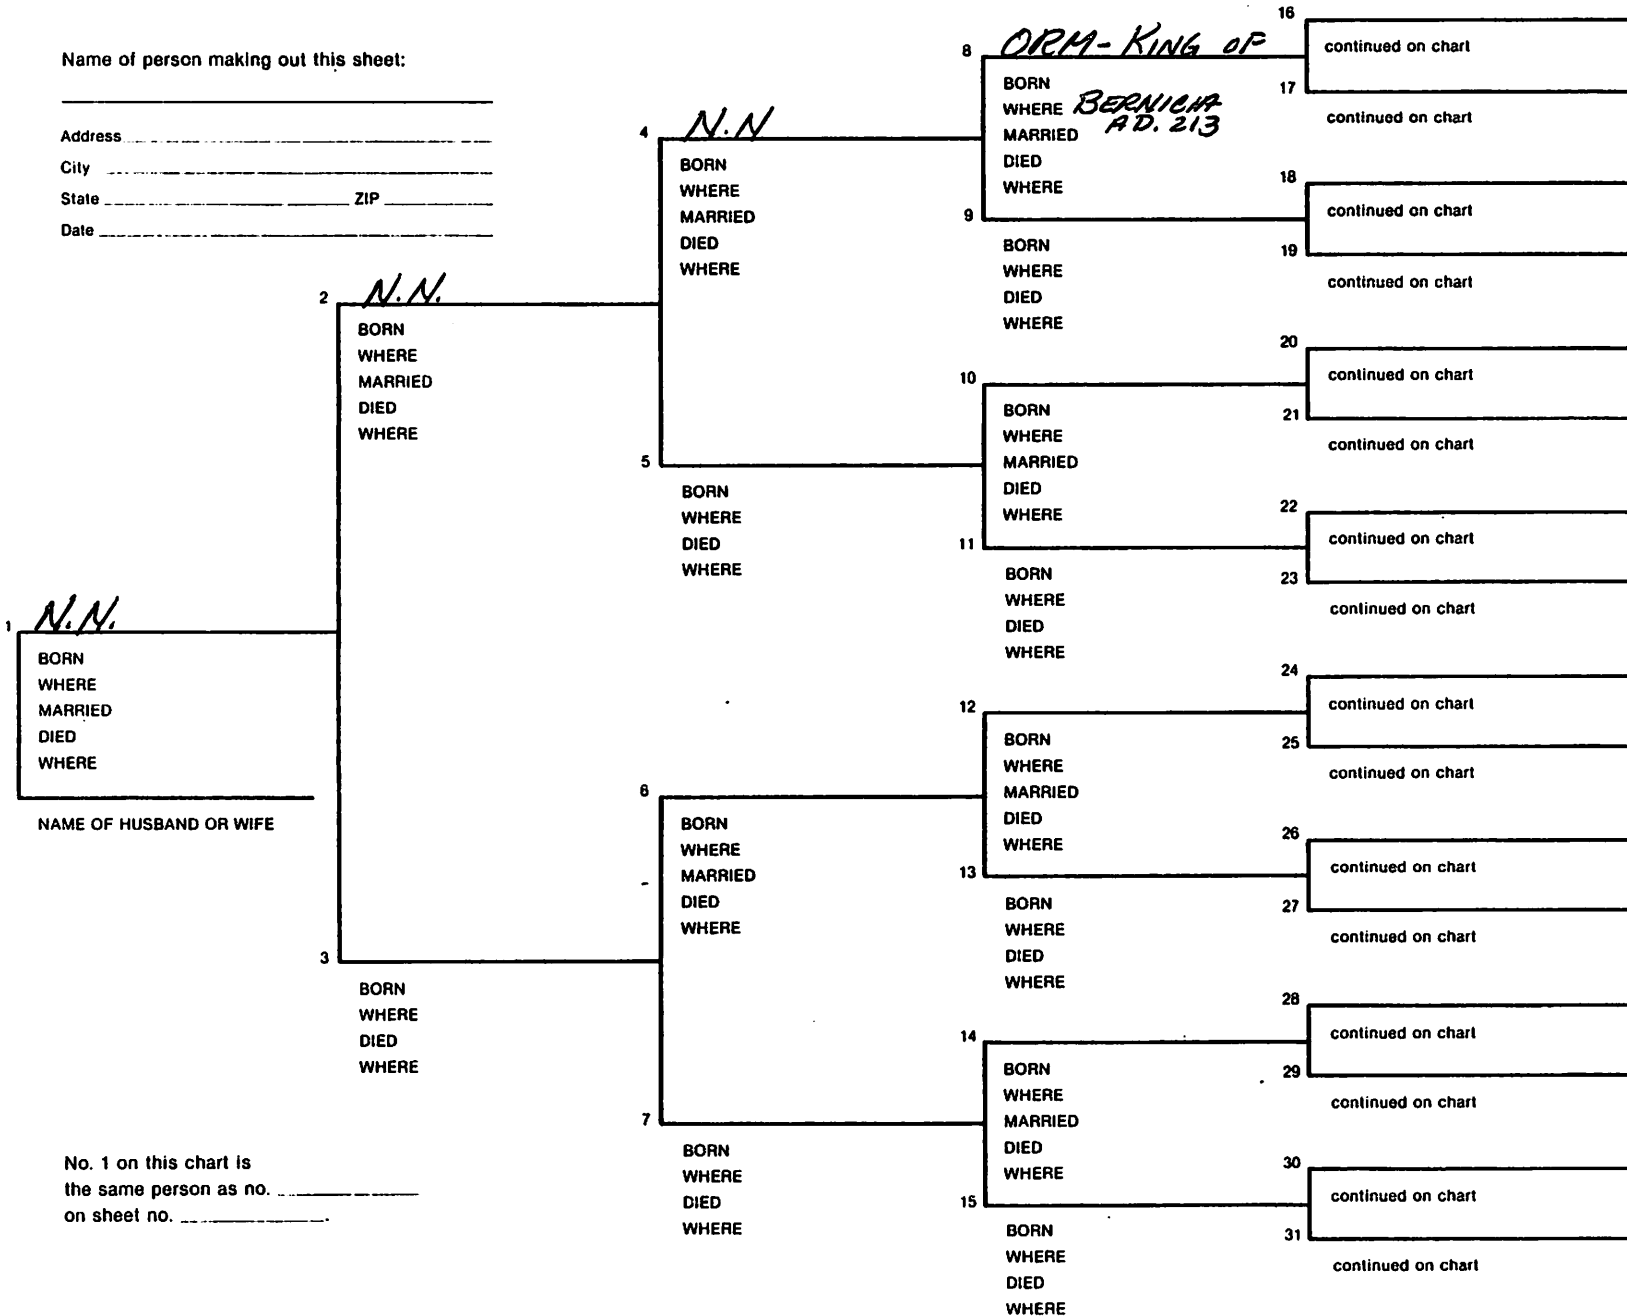 Name of person making out this sheet:
Address
City
State ZIP
Date
1 N.N.
BORN
WHERE
MARRIED
DIED
WHERE
NAME OF HUSBAND OR WIFE
No. 1 on this chart is
the same person as no.
on sheet no. .
2 N.N.
BORN
WHERE
MARRIED
DIED
WHERE
3
BORN
WHERE
DIED
WHERE
4 N.N
BORN
WHERE
MARRIED
DIED
WHERE
5
BORN
WHERE
DIED
WHERE
6
BORN
WHERE
MARRIED
DIED
WHERE
7
BORN
WHERE
DIED
WHERE
8 ORM - KING OF
BORN
WHERE BERNICIA
MARRIED AD. 213
DIED
WHERE
9
BORN
WHERE
DIED
WHERE
10
BORN
WHERE
MARRIED
DIED
WHERE
11
BORN
WHERE
DIED
WHERE
12
BORN
WHERE
MARRIED
DIED
WHERE
13
BORN
WHERE
DIED
WHERE
14
BORN
WHERE
MARRIED
DIED
WHERE
15
BORN
WHERE
DIED
WHERE
16
continued on chart
17
continued on chart
18
continued on chart
19
continued on chart
20
continued on chart
21
continued on chart
22
continued on chart
23
continued on chart
24
continued on chart
25
continued on chart
26
continued on chart
27
continued on chart
28
continued on chart
29
continued on chart
30
continued on chart
31
continued on chart